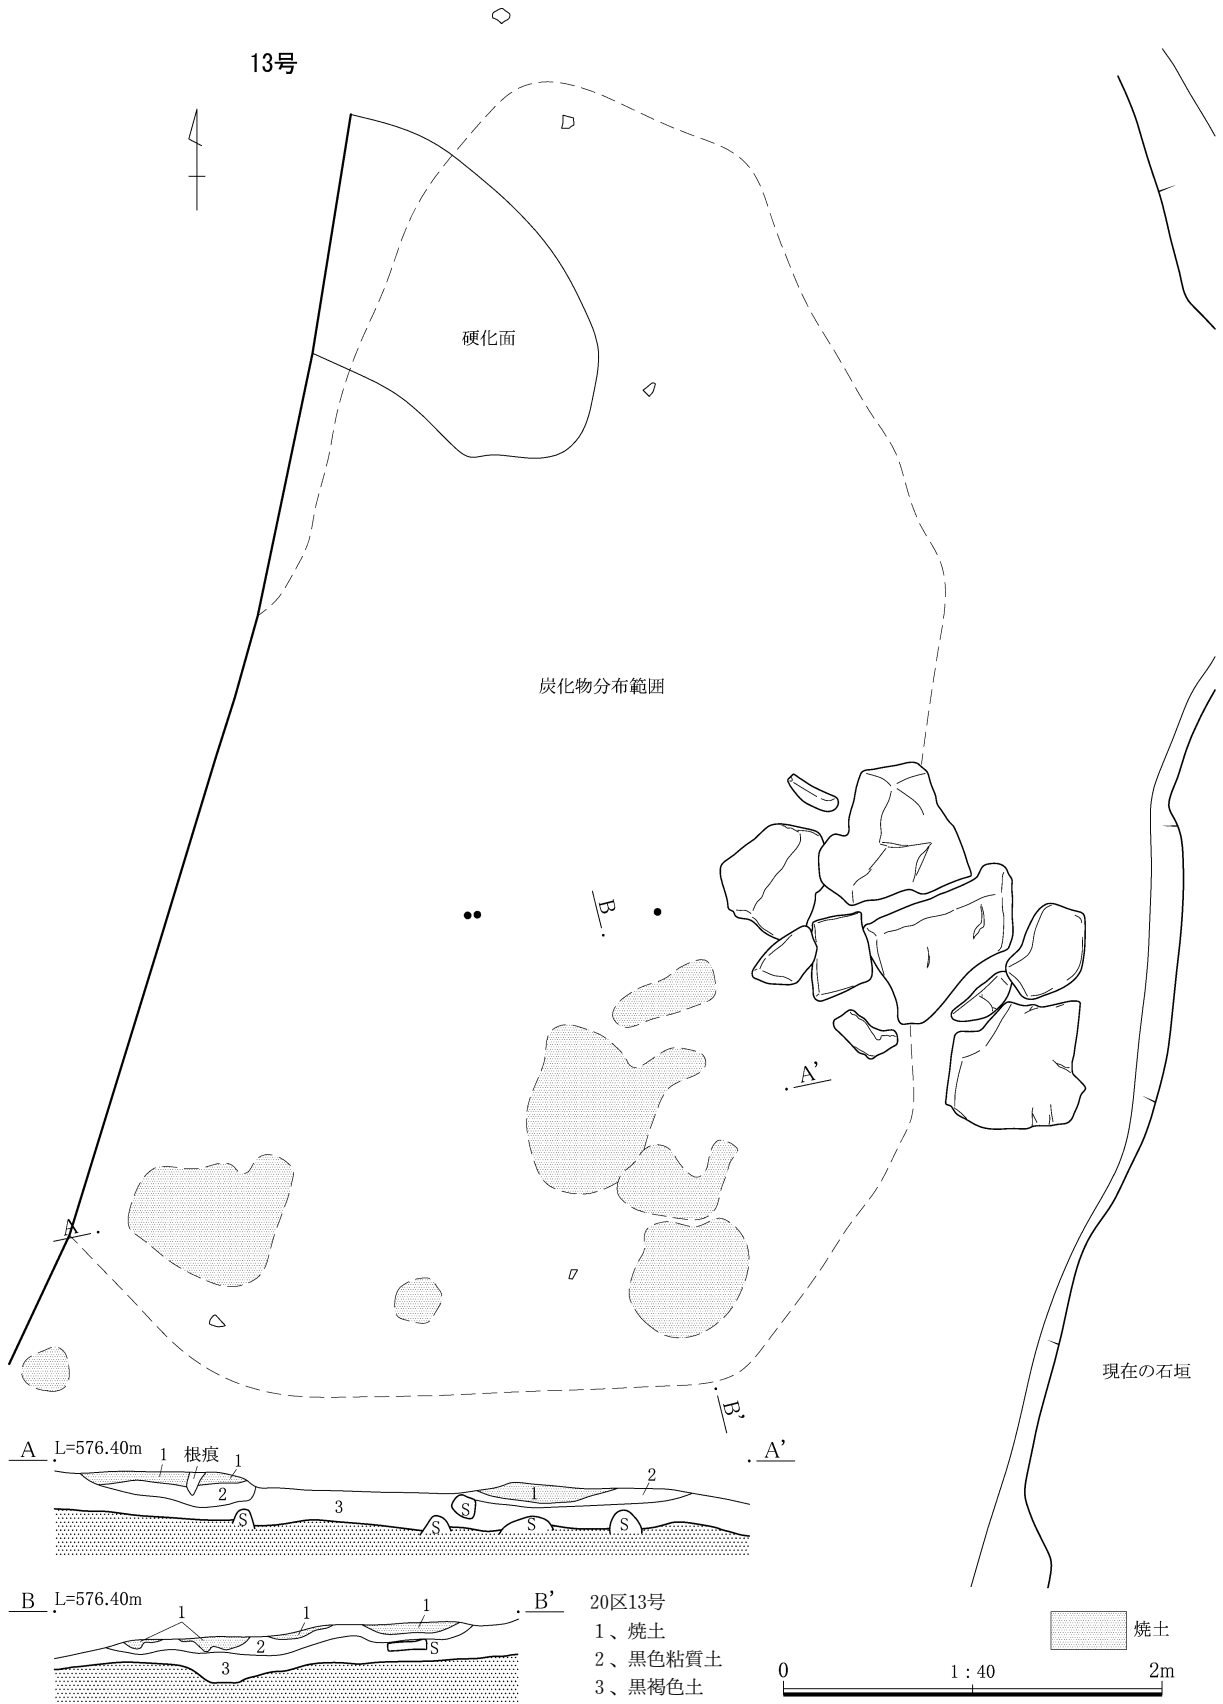 13号
硬化面
炭化物分布範囲
B
A'
A
現在の石垣
B'
A L=576.40m A'
1 根痕 1
2
1
2
3
S
S
S
S
S
B L=576.40m B'
1
1
1
2
S
3
20区13号
1、焼土
2、黒色粘質土
3、黒褐色土
焼土
0 1:40 2m